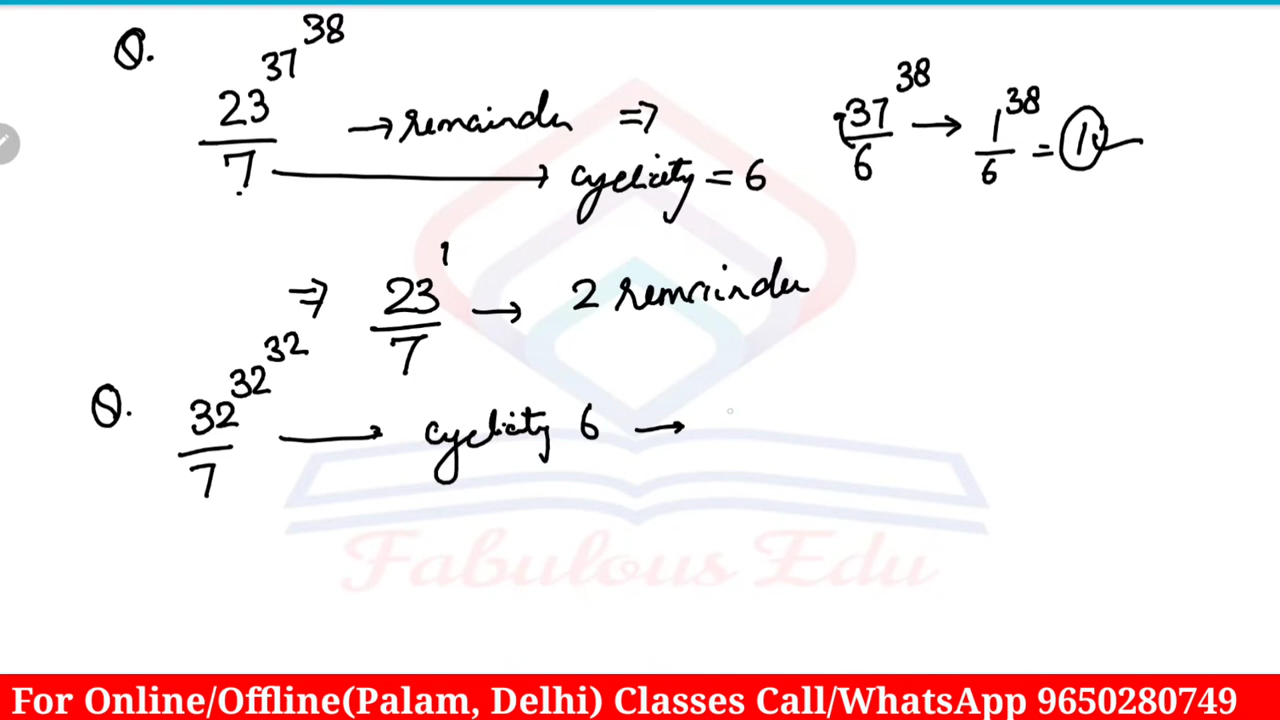 Q. 23^37^38 / 7 → remainder ⇒ 37^38 / 6 → 1^38 / 6 = 1
→ cyclicity = 6
⇒ 23^1 / 7 → 2 remainder
Q. 32^32^32 / 7 → cyclicity 6 →
Fabulous Edu
For Online/Offline(Palam, Delhi) Classes Call/WhatsApp 9650280749